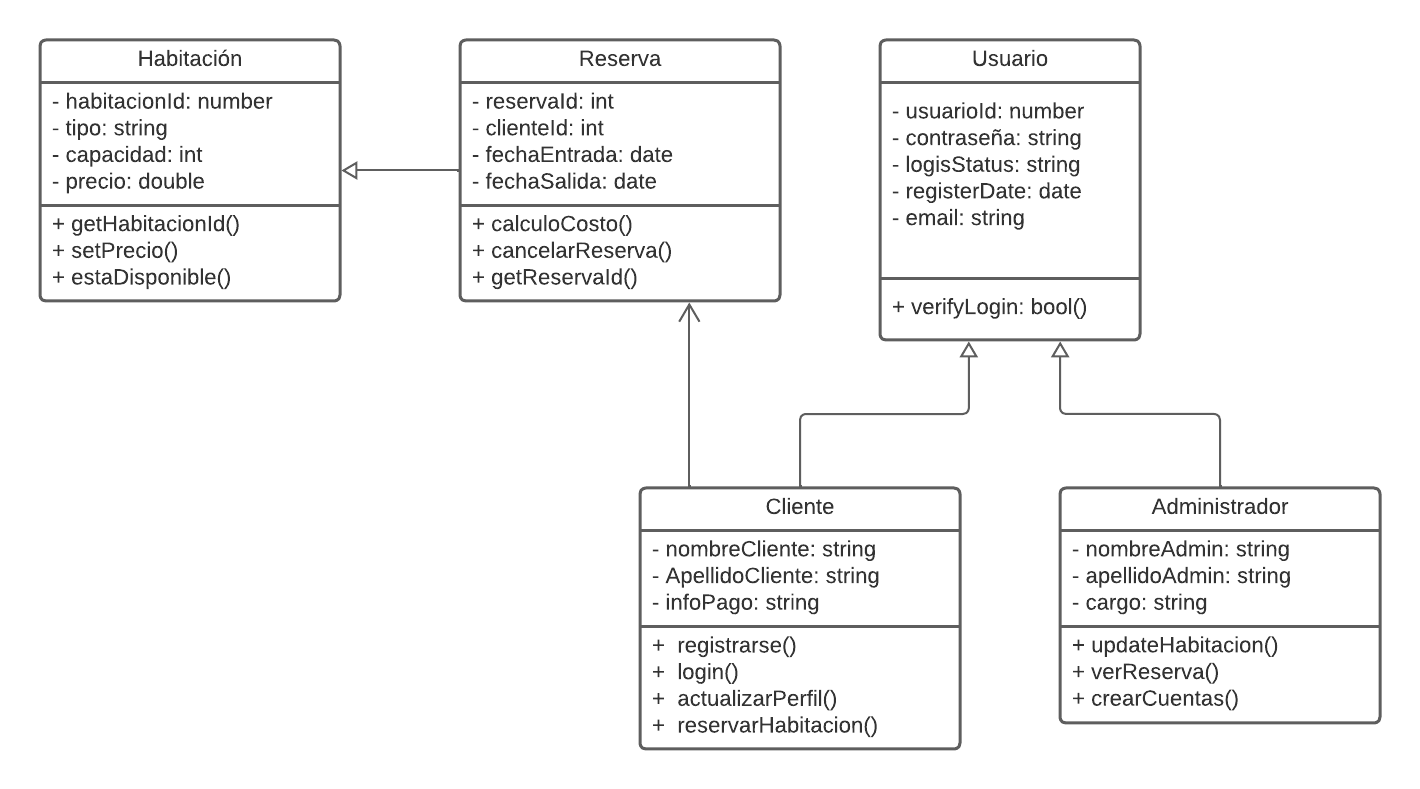 Habitación
- habitacionId: number
- tipo: string
- capacidad: int
- precio: double
+ getHabitacionId()
+ setPrecio()
+ estaDisponible()
Reserva
- reservaId: int
- clienteId: int
- fechaEntrada: date
- fechaSalida: date
+ calculoCosto()
+ cancelarReserva()
+ getReservaId()
Usuario
- usuarioId: number
- contraseña: string
- logisStatus: string
- registerDate: date
- email: string
+ verifyLogin: bool()
Cliente
- nombreCliente: string
- ApellidoCliente: string
- infoPago: string
+ registrarse()
+ login()
+ actualizarPerfil()
+ reservarHabitacion()
Administrador
- nombreAdmin: string
- apellidoAdmin: string
- cargo: string
+ updateHabitacion()
+ verReserva()
+ crearCuentas()